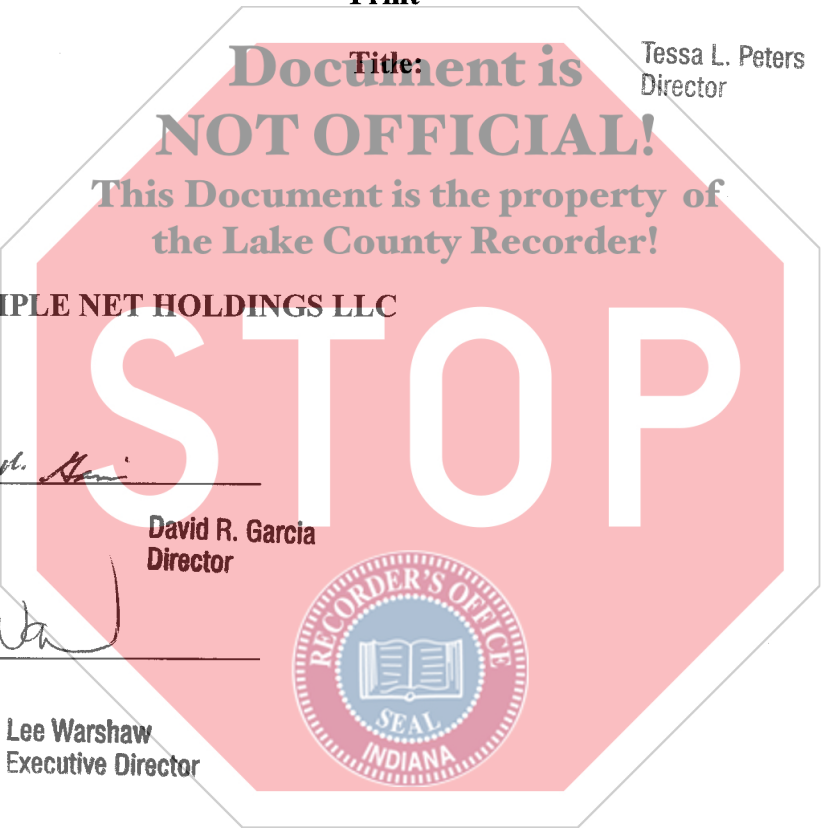 Print
Title:
Tessa L. Peters
Director
Document is
NOT OFFICIAL!
This Document is the property of
the Lake County Recorder!
IPLE NET HOLDINGS LLC
STOP
David R. Garcia
Director
RECORDER'S OFFICE
SEAL
INDIANA
Lee Warshaw
Executive Director